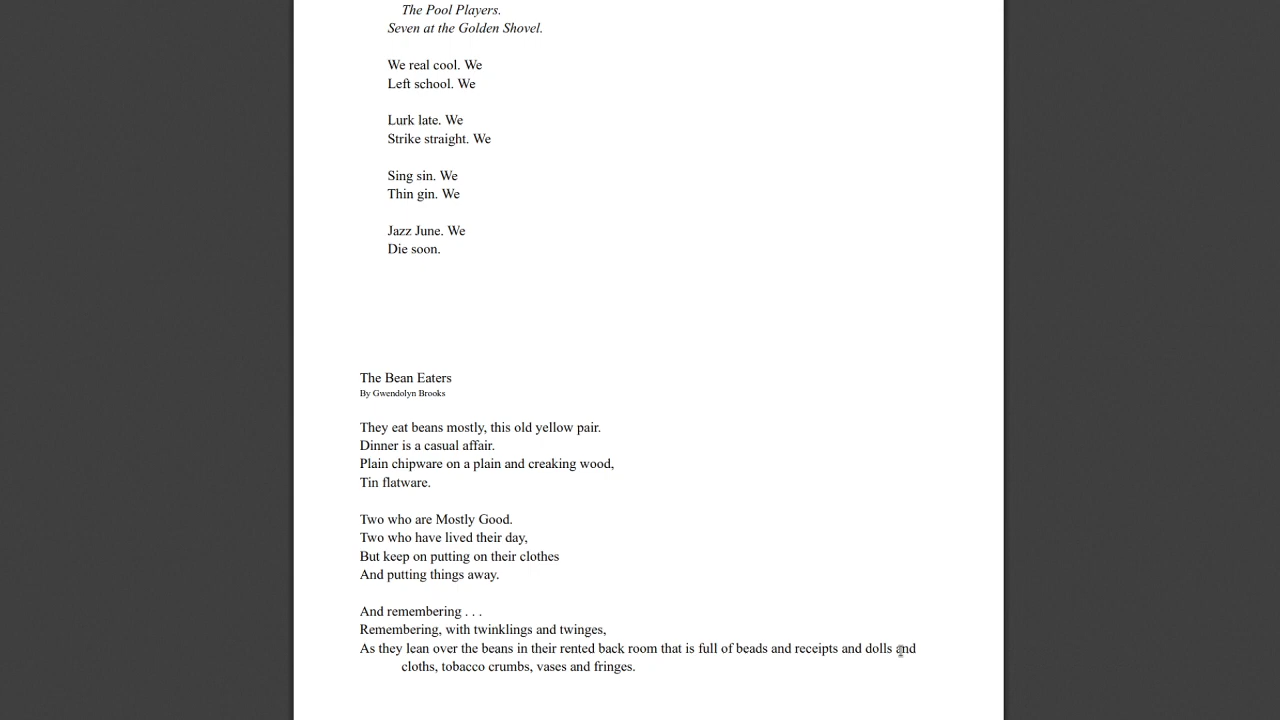 The Pool Players.
Seven at the Golden Shovel.
We real cool. We
Left school. We
Lurk late. We
Strike straight. We
Sing sin. We
Thin gin. We
Jazz June. We
Die soon.
The Bean Eaters
By Gwendolyn Brooks
They eat beans mostly, this old yellow pair.
Dinner is a casual affair.
Plain chipware on a plain and creaking wood,
Tin flatware.
Two who are Mostly Good.
Two who have lived their day,
But keep on putting on their clothes
And putting things away.
And remembering . . .
Remembering, with twinklings and twinges,
As they lean over the beans in their rented back room that is full of beads and receipts and dolls and
cloths, tobacco crumbs, vases and fringes.